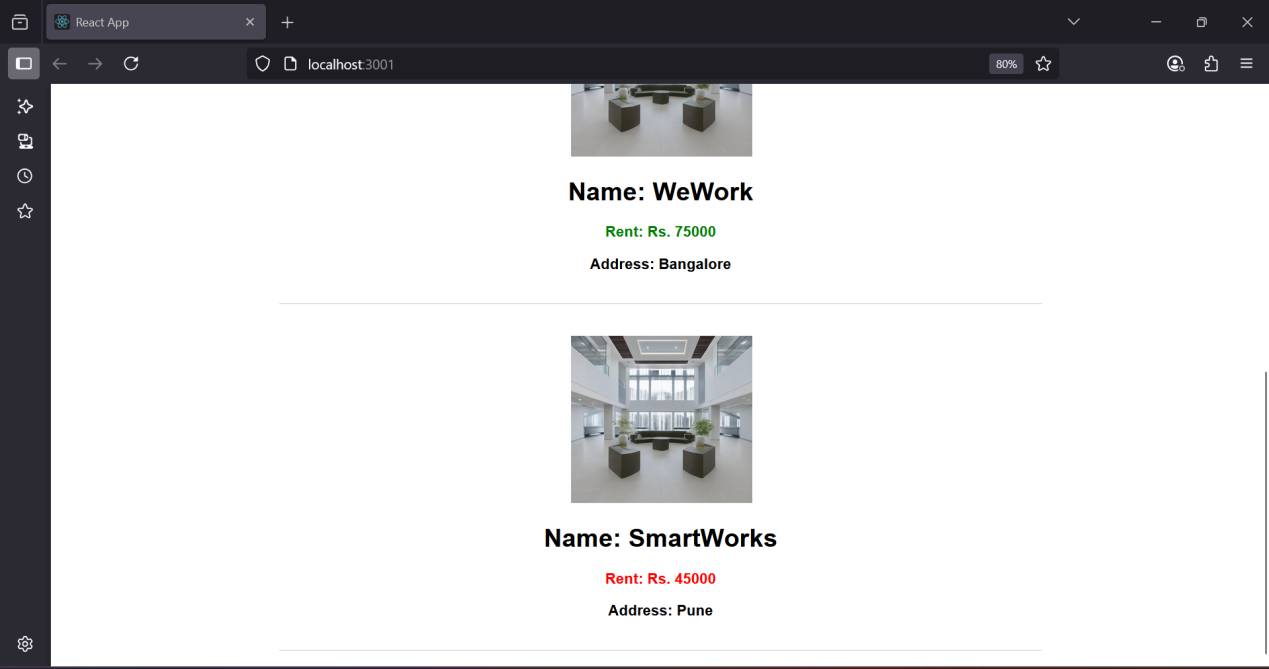 React App
localhost:3001
80%
Name: WeWork
Rent: Rs. 75000
Address: Bangalore
Name: SmartWorks
Rent: Rs. 45000
Address: Pune